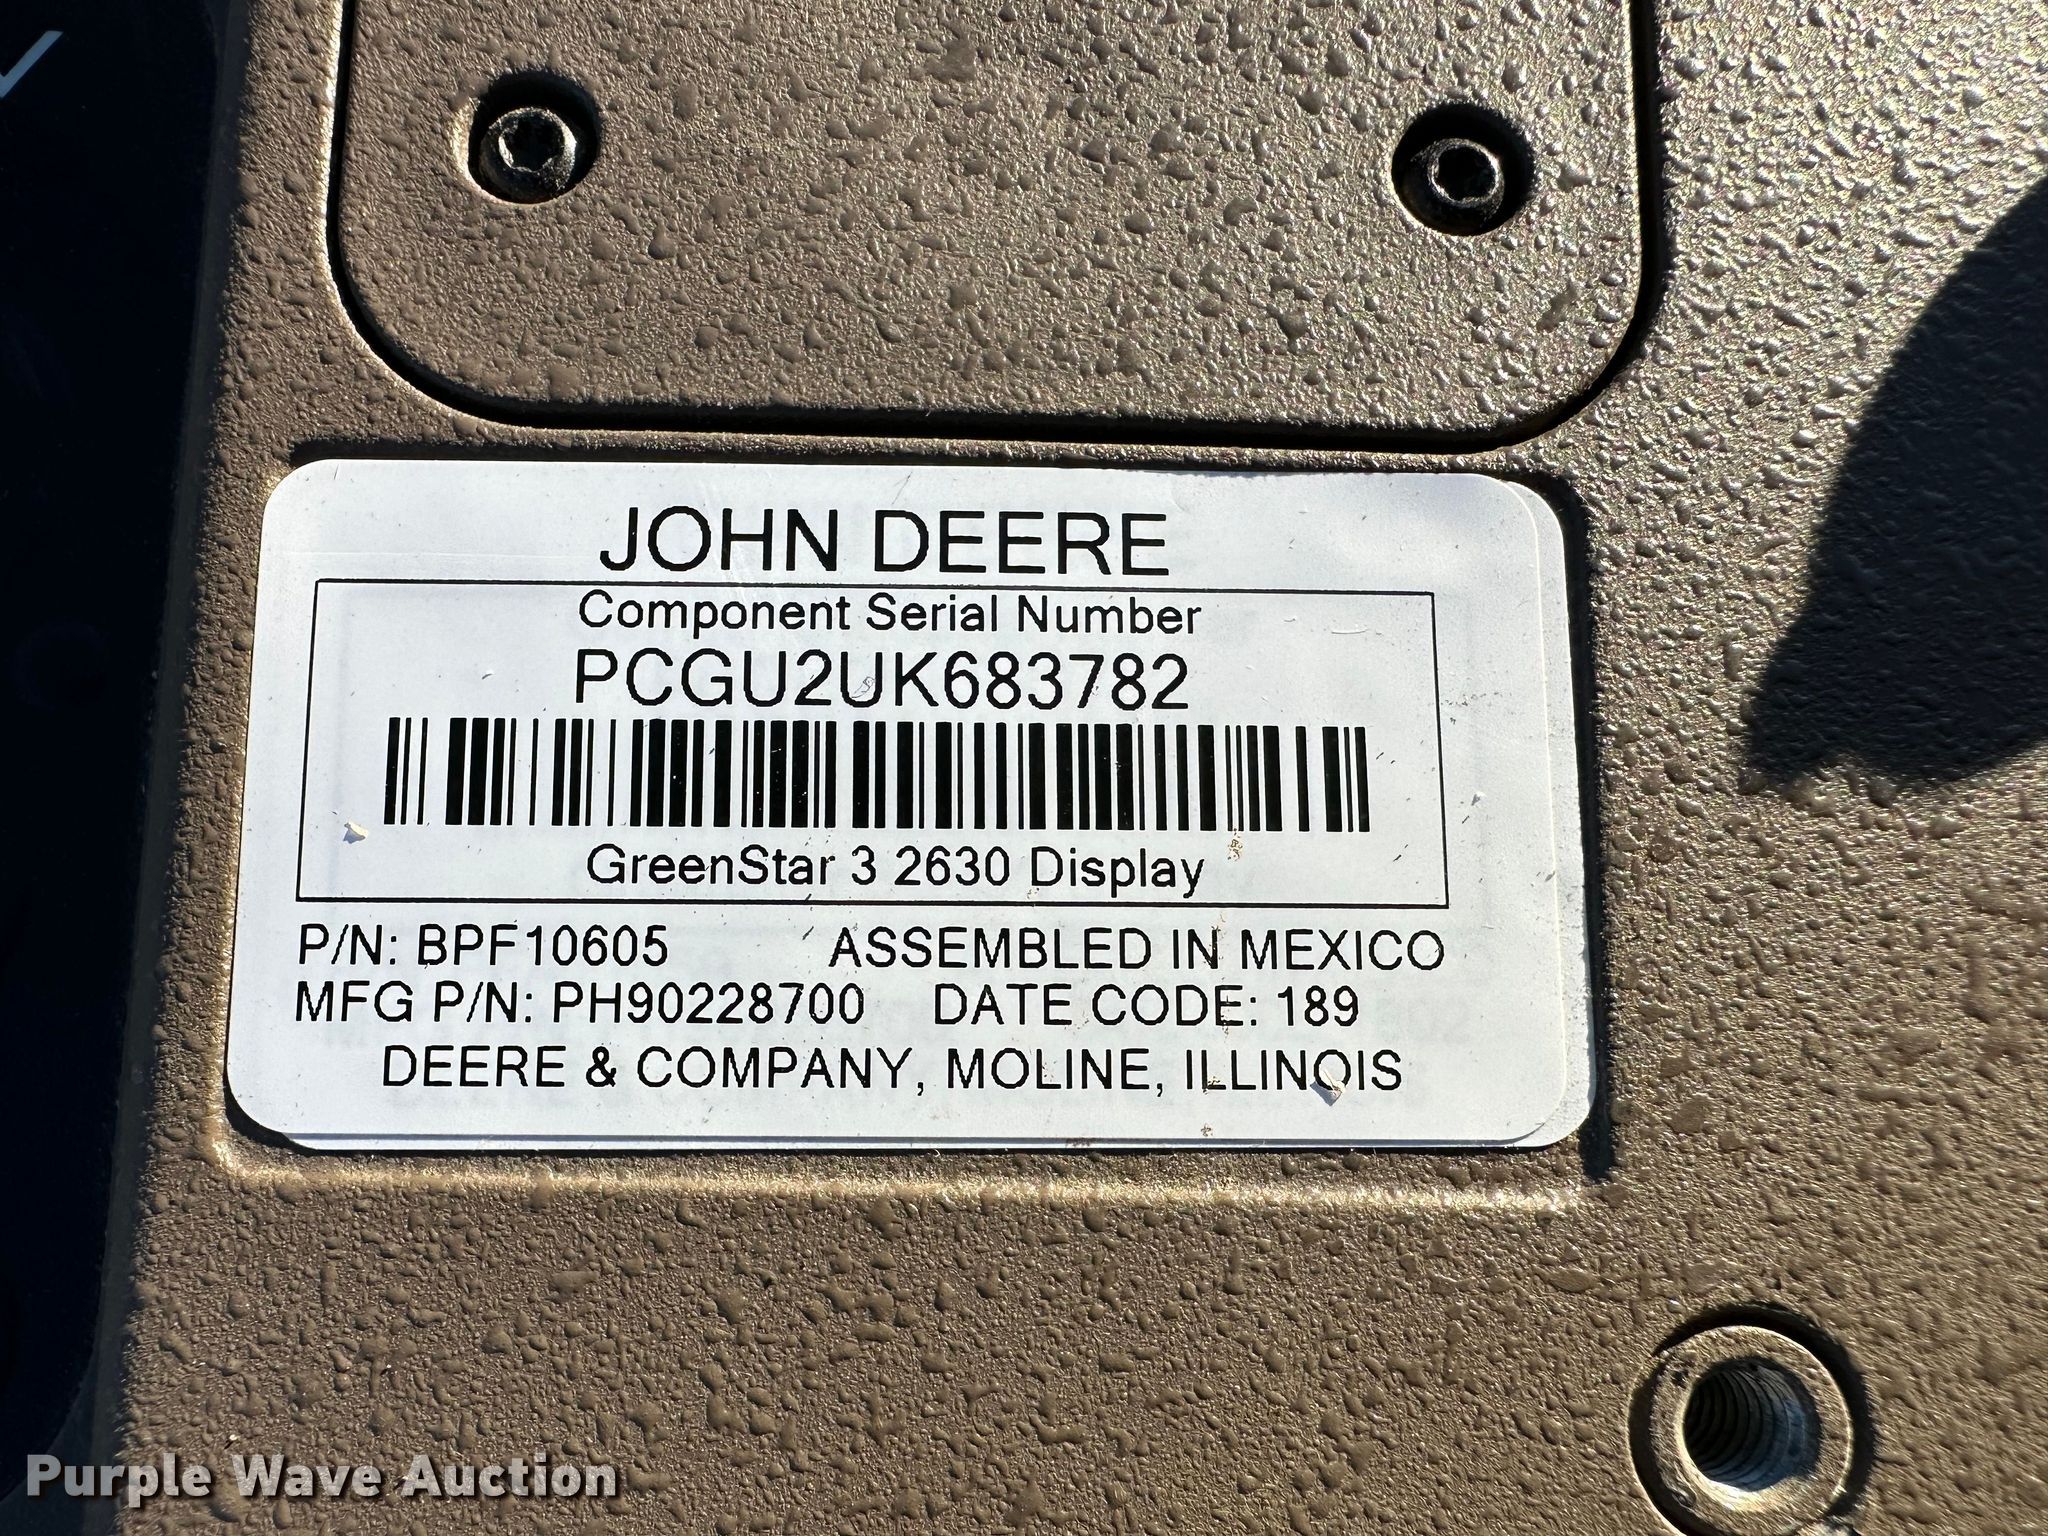 JOHN DEERE
Component Serial Number
PCGU2UK683782
GreenStar 3 2630 Display
P/N: BPF10605 ASSEMBLED IN MEXICO
MFG P/N: PH90228700 DATE CODE: 189
DEERE & COMPANY, MOLINE, ILLINOIS
Purple Wave Auction